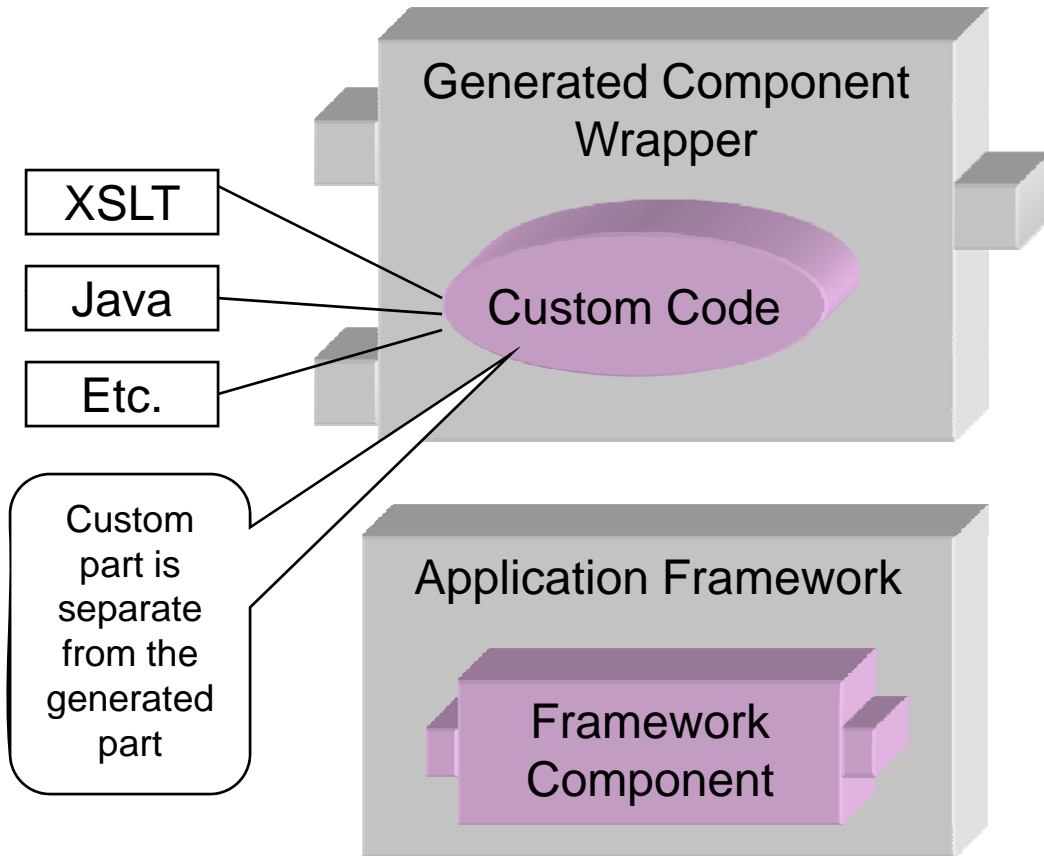 Generated Component
Wrapper
XSLT
Java
Custom Code
Etc.
Custom
part is
separate
from the
generated
part
Application Framework
Framework
Component